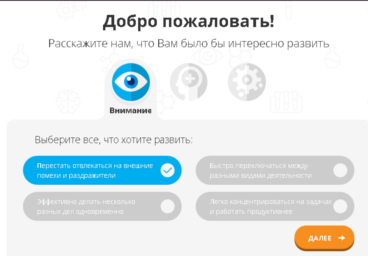 Добро пожаловать!
Расскажите нам, что Вам было бы интересно развить
Внимание
Выберите все, что хотите развить:
Перестать отвлекаться на внешние
помехи и раздражители
Быстро переключаться между
разными видами деятельности
Эффективно делать несколько
разных дел одновременно
Легко концентрироваться на задачах
и работать продуктивнее
ДАЛЕЕ